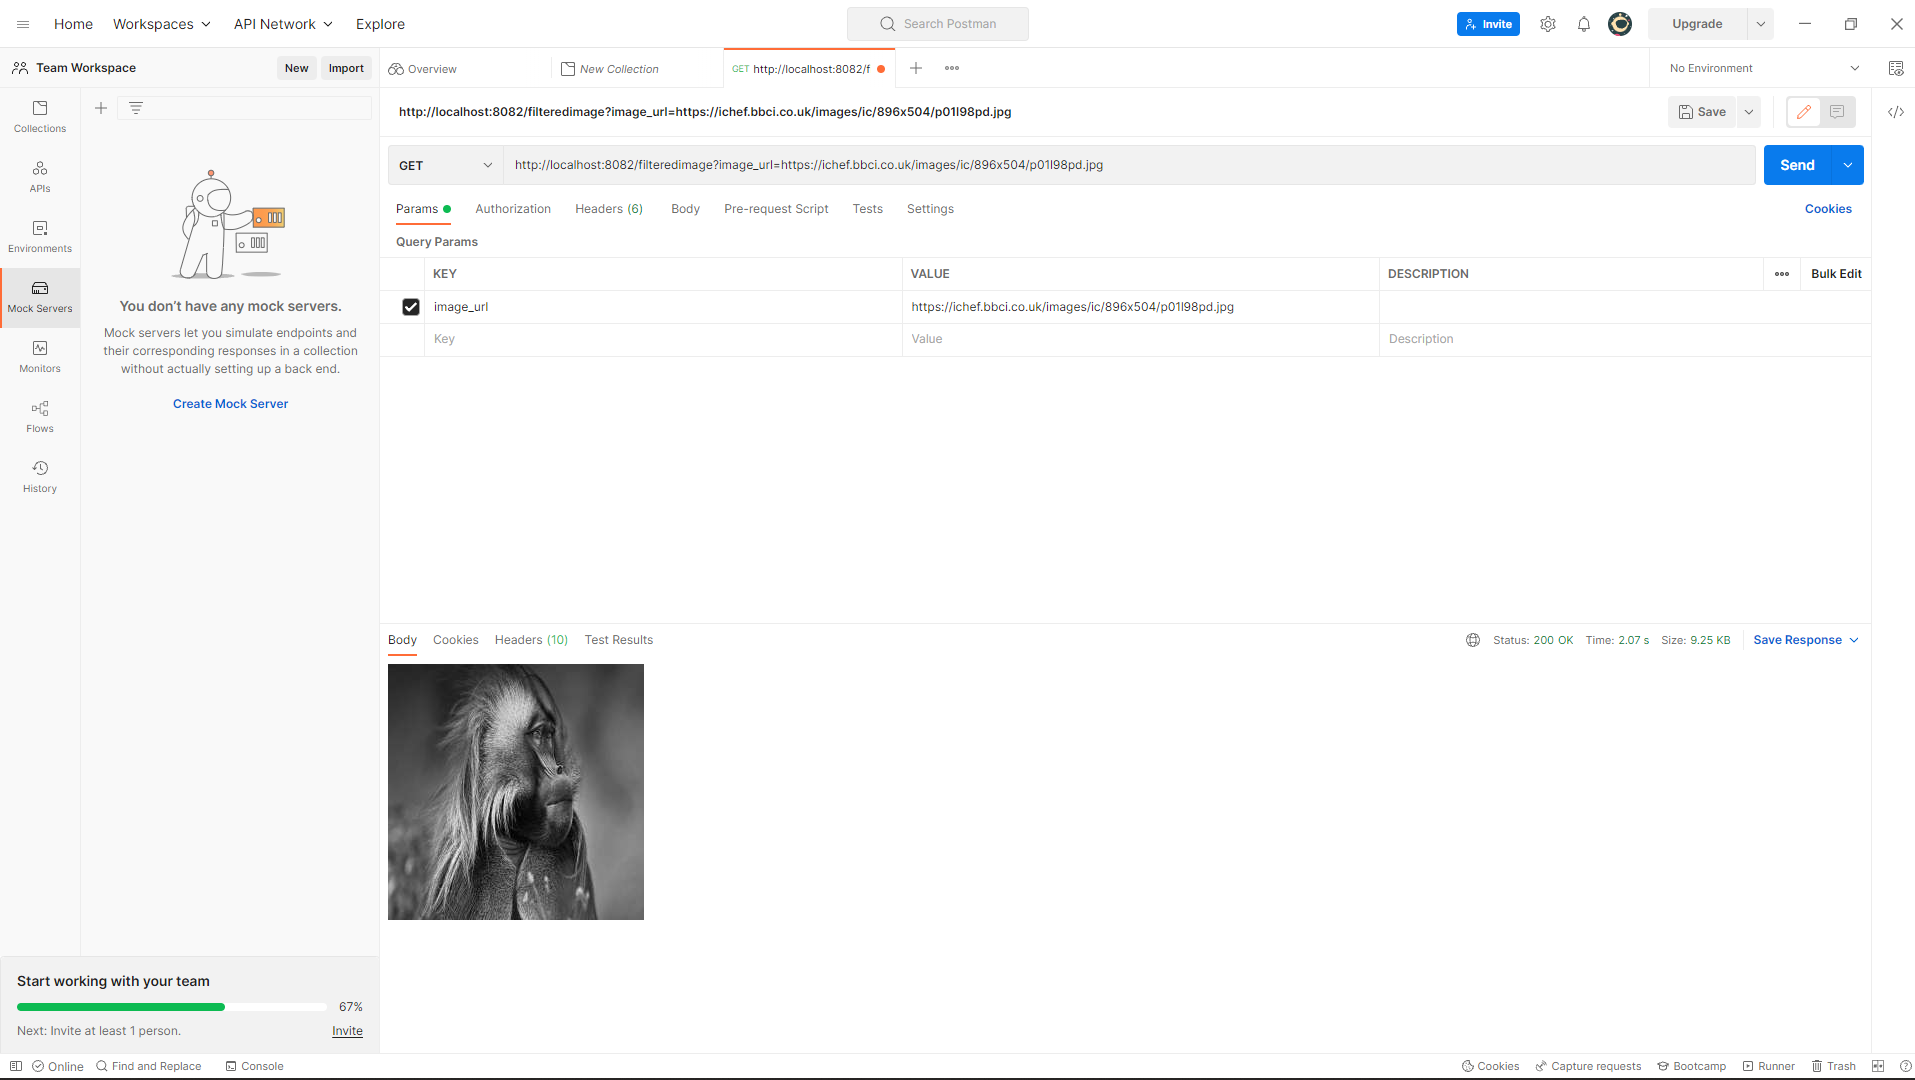 Home Workspaces API Network Explore Search Postman Invite Upgrade
Team Workspace New Import Overview New Collection GET http://localhost:8082/f No Environment
http://localhost:8082/filteredimage?image_url=https://ichef.bbci.co.uk/images/ic/896x504/p01l98pd.jpg Save
Collections
GET http://localhost:8082/filteredimage?image_url=https://ichef.bbci.co.uk/images/ic/896x504/p01l98pd.jpg Send
APIs
Params Authorization Headers (6) Body Pre-request Script Tests Settings Cookies
Environments
Query Params
KEY VALUE DESCRIPTION Bulk Edit
Mock Servers
image_url https://ichef.bbci.co.uk/images/ic/896x504/p01l98pd.jpg
Key Value Description
You don’t have any mock servers.
Mock servers let you simulate endpoints and
their corresponding responses in a collection
without actually setting up a back end.
Create Mock Server
Monitors
Flows
History
Body Cookies Headers (10) Test Results Status: 200 OK Time: 2.07 s Size: 9.25 KB Save Response
Start working with your team
67%
Next: Invite at least 1 person. Invite
Online Find and Replace Console Cookies Capture requests Bootcamp Runner Trash